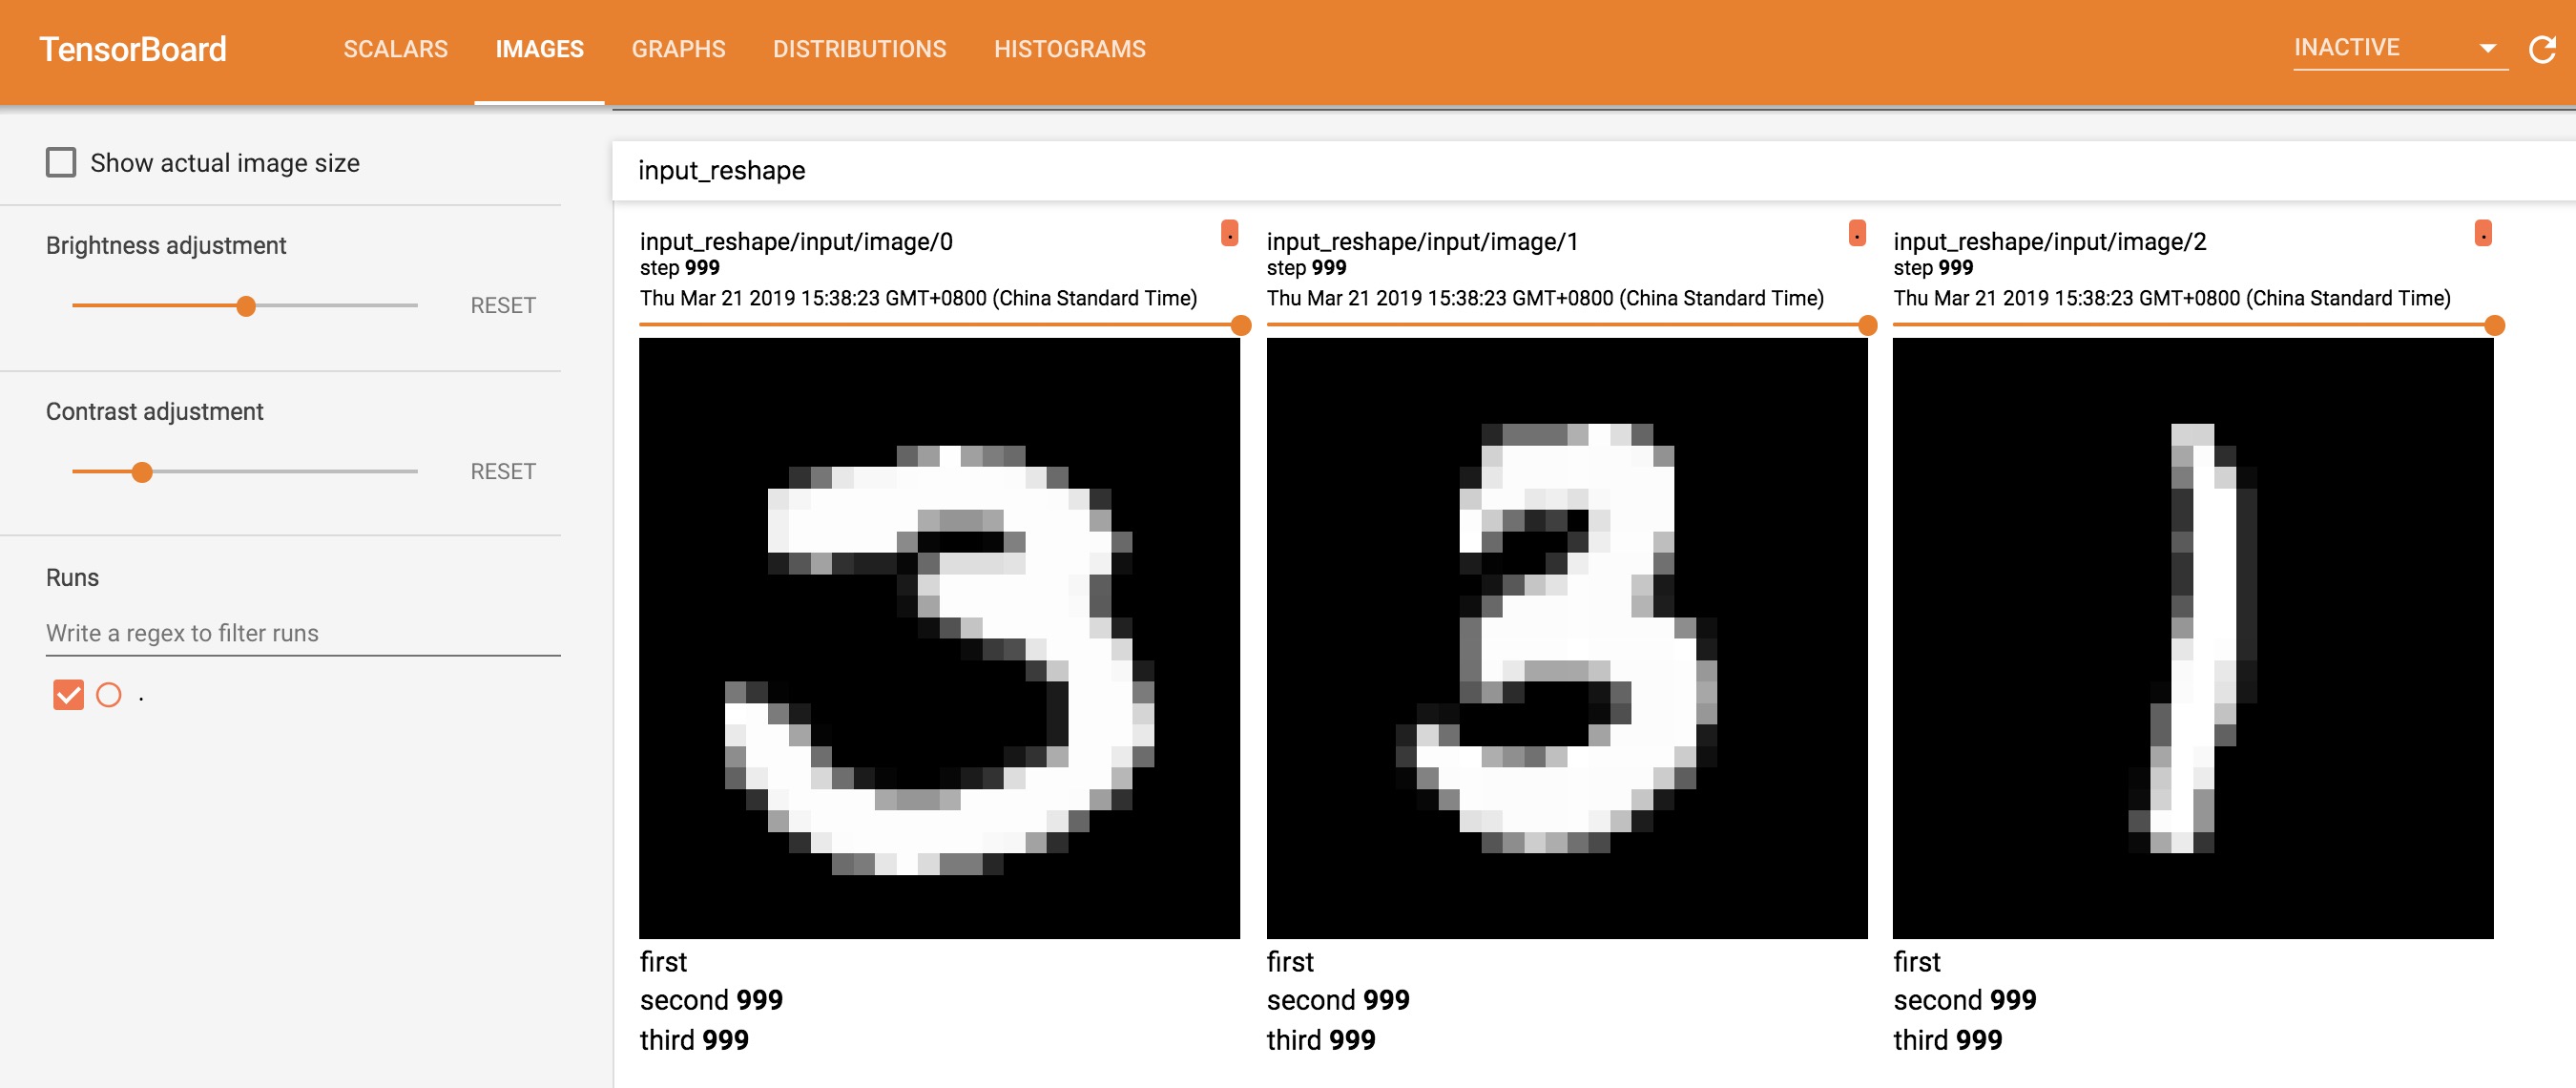 TensorBoard SCALARS IMAGES GRAPHS DISTRIBUTIONS HISTOGRAMS INACTIVE
Show actual image size
Brightness adjustment
RESET
Contrast adjustment
RESET
Runs
Write a regex to filter runs
.
input_reshape
input_reshape/input/image/0 .
step 999
Thu Mar 21 2019 15:38:23 GMT+0800 (China Standard Time)
3
first
second 999
third 999
input_reshape/input/image/1 .
step 999
Thu Mar 21 2019 15:38:23 GMT+0800 (China Standard Time)
3
first
second 999
third 999
input_reshape/input/image/2 .
step 999
Thu Mar 21 2019 15:38:23 GMT+0800 (China Standard Time)
1
first
second 999
third 999